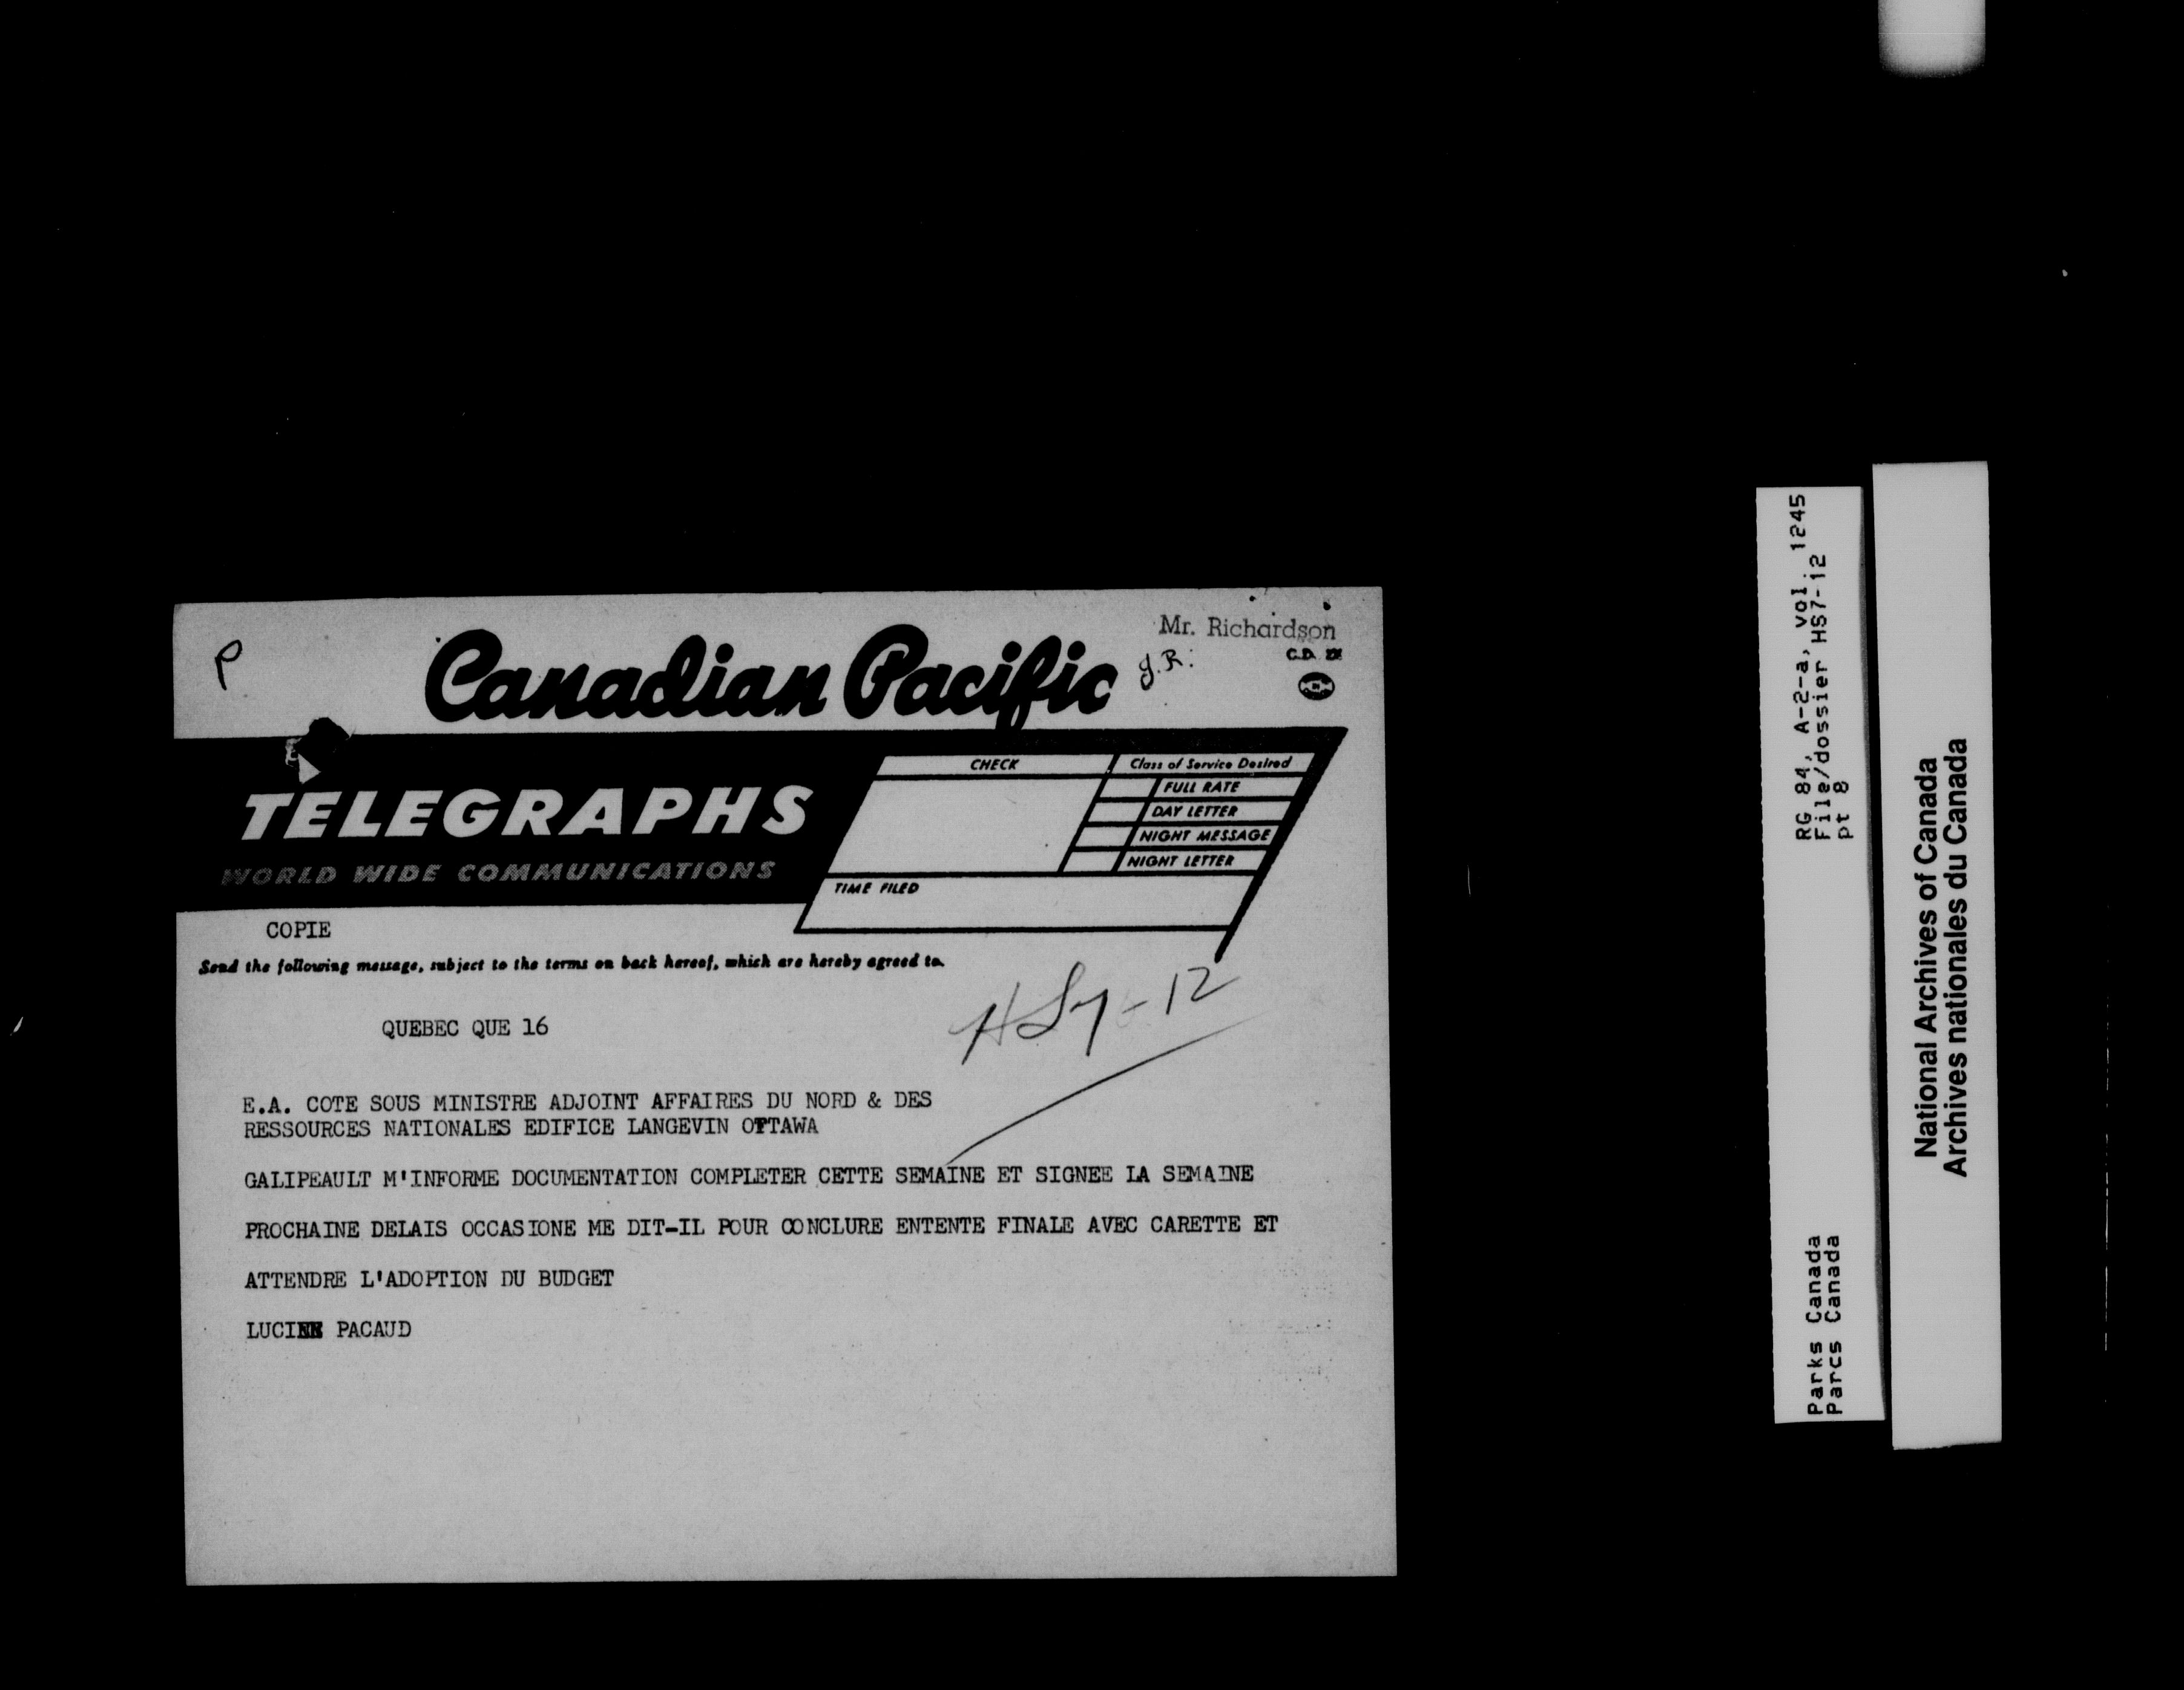 Mr. Richardson
P
Canadian Pacific
J.R.
C.D.
TELEGRAPHS
WORLD WIDE COMMUNICATIONS
CHECK
Class of Service Desired
FULL RATE
DAY LETTER
NIGHT MESSAGE
NIGHT LETTER
TIME FILED
COPIE
Send the following message, subject to the terms on back hereof, which are hereby agreed to.
HS7-12
QUEBEC QUE 16
E.A. COTE SOUS MINISTRE ADJOINT AFFAIRES DU NORD & DES
RESSOURCES NATIONALES EDIFICE LANGEVIN OTTAWA
GALIPEAULT M'INFORME DOCUMENTATION COMPLETER CETTE SEMAINE ET SIGNEE LA SEMAINE
PROCHAINE DELAIS OCCASIONE ME DIT-IL POUR CONCLURE ENTENTE FINALE AVEC CARETTE ET
ATTENDRE L'ADOPTION DU BUDGET
LUCIEN PACAUD
RG 84, A-2-a, vol. 1245
File/dossier HS7-12
pt 8
Parks Canada
Parcs Canada
National Archives of Canada
Archives nationales du Canada